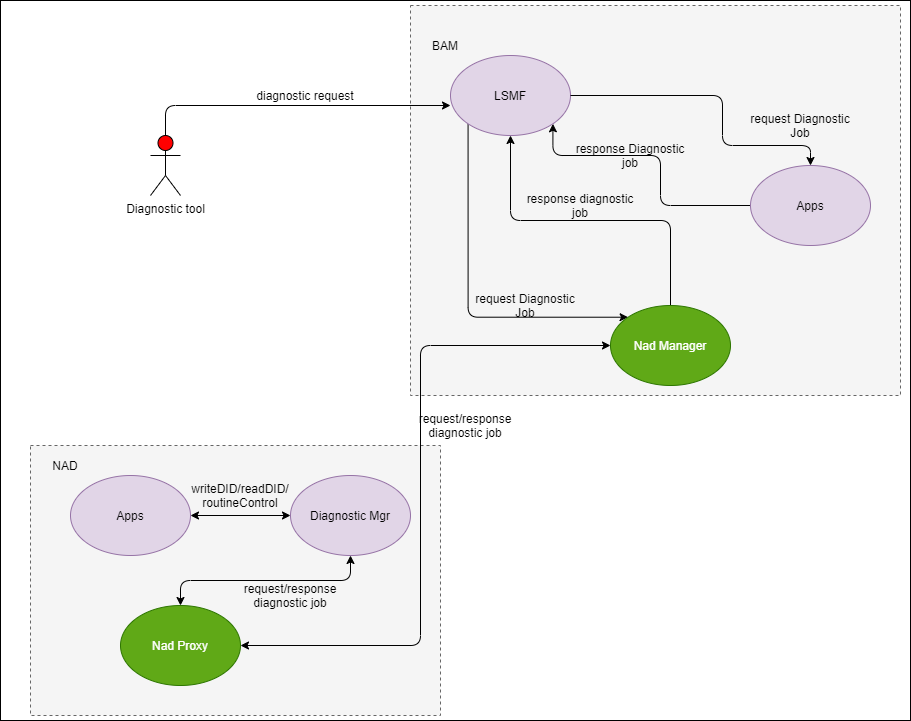 BAM
LSMF
diagnostic request
request Diagnostic
Job
response Diagnostic
job
response diagnostic
job
Apps
Diagnostic tool
request Diagnostic
Job
Nad Manager
request/response
diagnostic job
NAD
writeDID/readDID/
routineControl
Apps
Diagnostic Mgr
request/response
diagnostic job
Nad Proxy